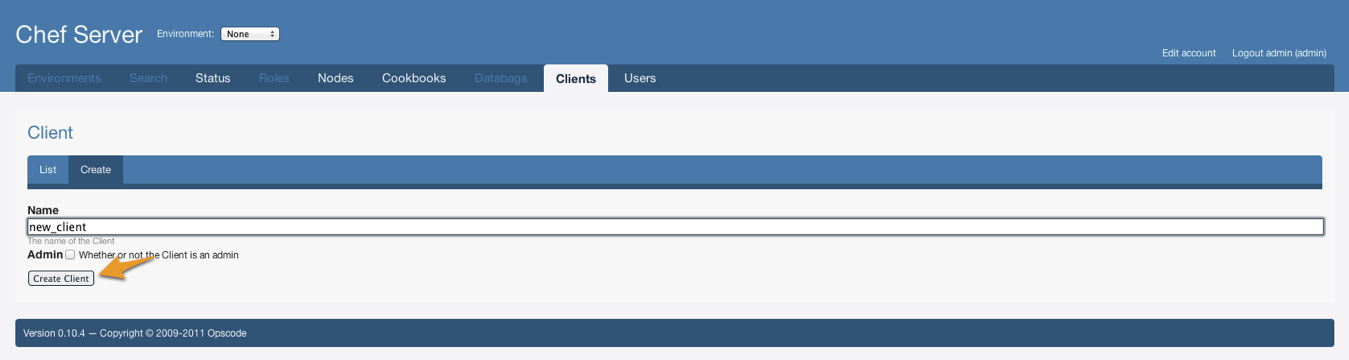 Chef Server Environment: None
Edit account Logout admin (admin)
Environments Search Status Roles Nodes Cookbooks Databags Clients Users
Client
List Create
Name
new_client
The name of the Client
Admin Whether or not the Client is an admin
Create Client
Version 0.10.4 — Copyright © 2009-2011 Opscode